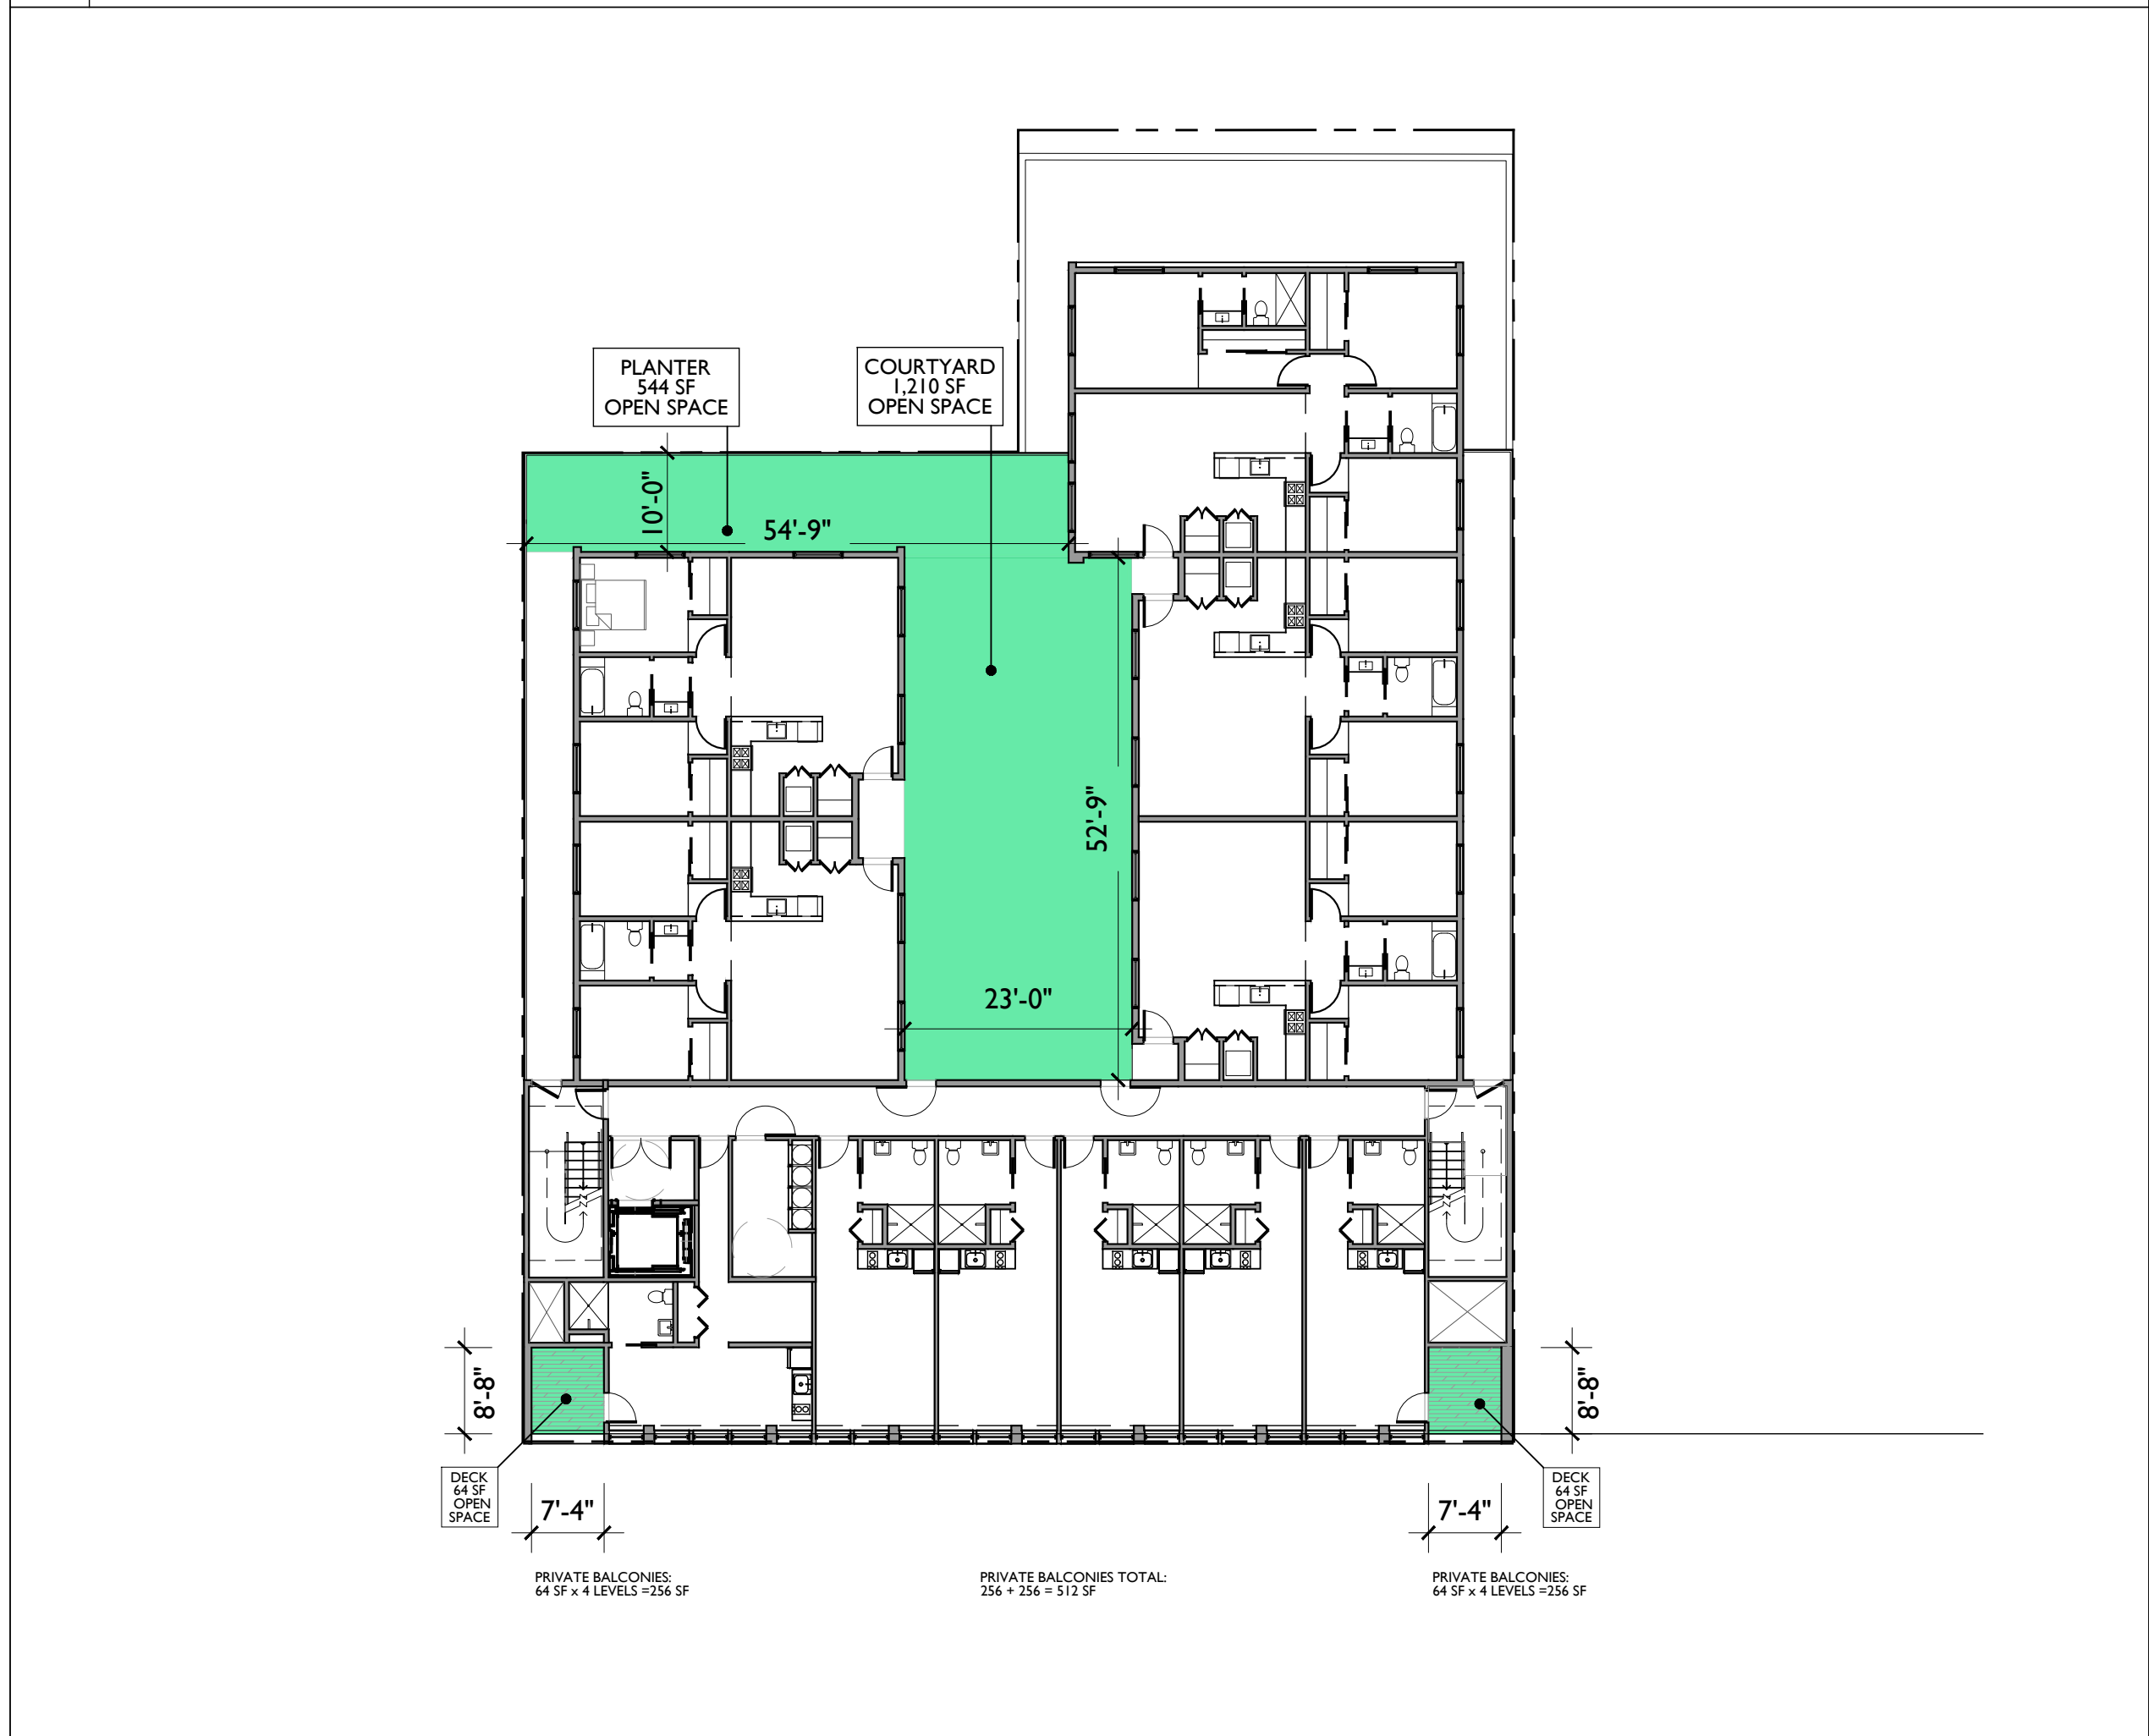 PLANTER
544 SF
OPEN SPACE
COURTYARD
1,210 SF
OPEN SPACE
10'-0"
54'-9"
52'-9"
23'-0"
8'-8"
8'-8"
DECK
64 SF
OPEN
SPACE
DECK
64 SF
OPEN
SPACE
7'-4"
7'-4"
PRIVATE BALCONIES:
64 SF x 4 LEVELS =256 SF
PRIVATE BALCONIES TOTAL:
256 + 256 = 512 SF
PRIVATE BALCONIES:
64 SF x 4 LEVELS =256 SF